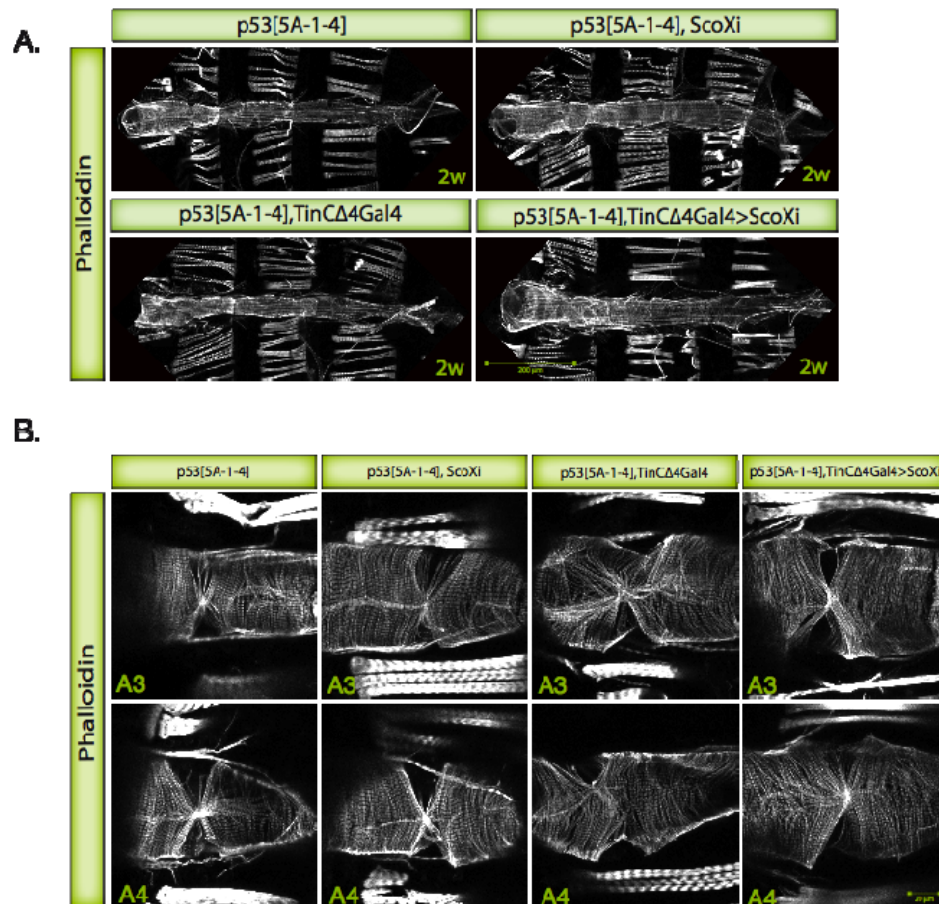 A.
p53[5A-1-4]
p53[5A-1-4], ScoXi
2w
2w
p53[5A-1-4],TinCΔ4Gal4
p53[5A-1-4],TinCΔ4Gal4>ScoXi
Phalloidin
2w
200 µm
2w
B.
p53[5A-1-4]
p53[5A-1-4], ScoXi
p53[5A-1-4],TinCΔ4Gal4
p53[5A-1-4],TinCΔ4Gal4>ScoXi
Phalloidin
A3
A3
A3
A3
A4
A4
A4
A4